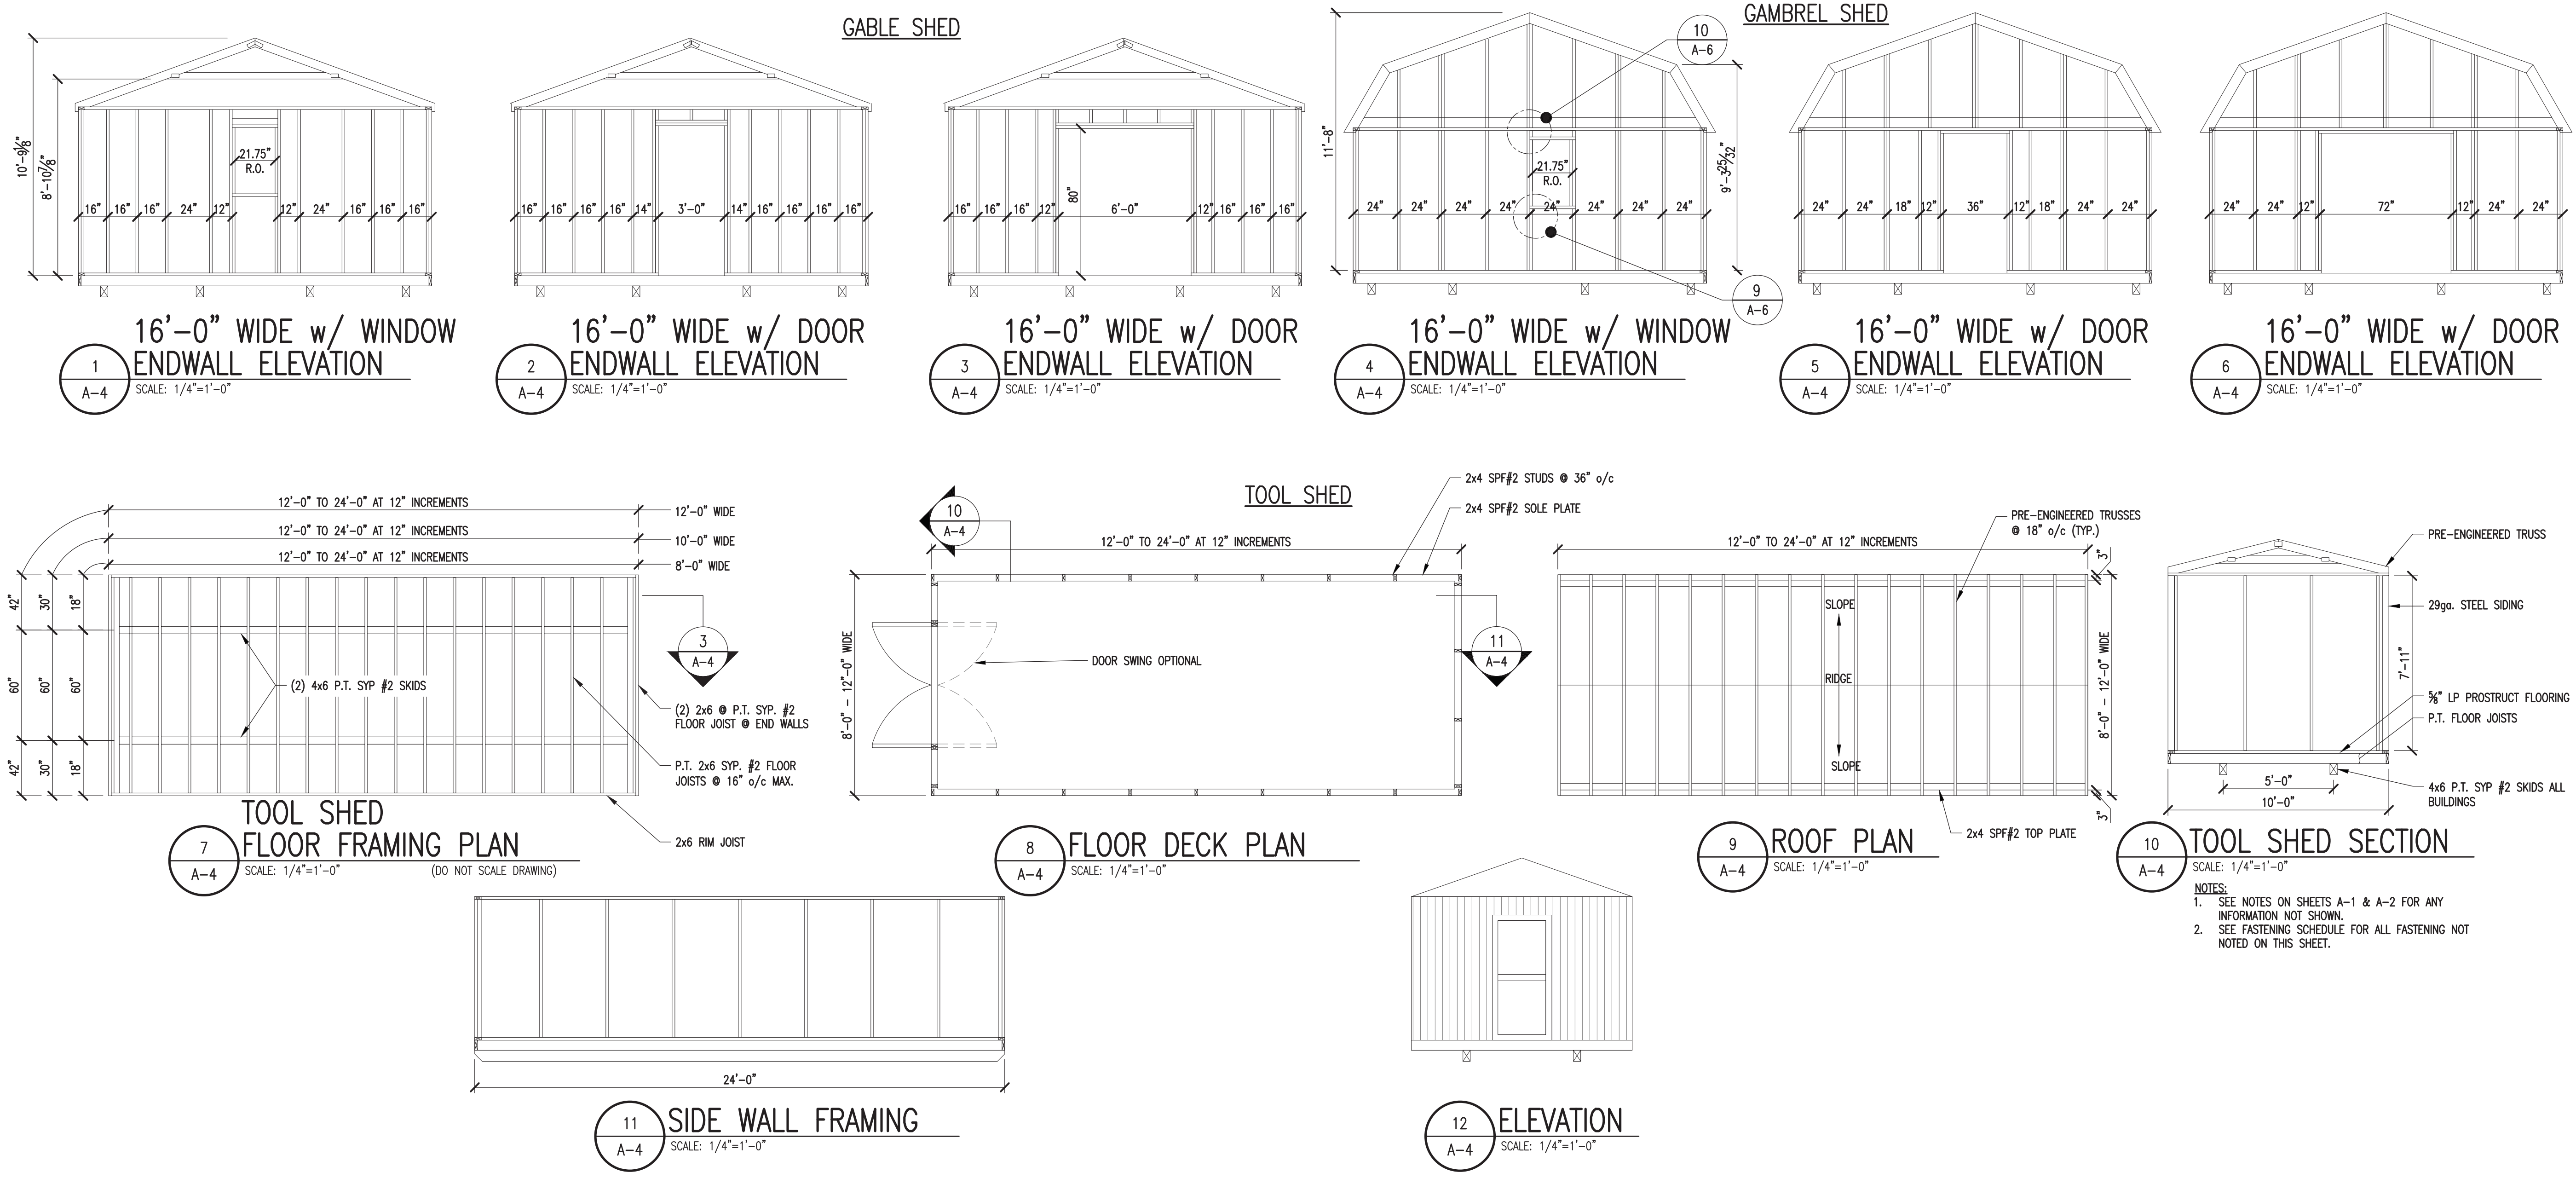 GABLE SHED
GAMBREL SHED
10'-9⅛"
8'-10⅞"
21.75"
R.O.
16" 16" 16" 24" 12" 12" 24" 16" 16" 16"
16" 16" 16" 16" 14" 3'-0" 14" 16" 16" 16" 16"
80"
16" 16" 16" 12" 6'-0" 12" 16" 16" 16"
11'-8"
10
A-6
21.75"
R.O.
9'-3 25/32"
24" 24" 24" 24" 24" 24" 24" 24"
9
A-6
24" 24" 18" 12" 36" 12" 18" 24" 24"
24" 24" 12" 72" 12" 24" 24"
1
A-4
16'-0" WIDE w/ WINDOW
ENDWALL ELEVATION
SCALE: 1/4"=1'-0"
2
A-4
16'-0" WIDE w/ DOOR
ENDWALL ELEVATION
SCALE: 1/4"=1'-0"
3
A-4
16'-0" WIDE w/ DOOR
ENDWALL ELEVATION
SCALE: 1/4"=1'-0"
4
A-4
16'-0" WIDE w/ WINDOW
ENDWALL ELEVATION
SCALE: 1/4"=1'-0"
5
A-4
16'-0" WIDE w/ DOOR
ENDWALL ELEVATION
SCALE: 1/4"=1'-0"
6
A-4
16'-0" WIDE w/ DOOR
ENDWALL ELEVATION
SCALE: 1/4"=1'-0"
12'-0" TO 24'-0" AT 12" INCREMENTS
12'-0" WIDE
12'-0" TO 24'-0" AT 12" INCREMENTS
10'-0" WIDE
12'-0" TO 24'-0" AT 12" INCREMENTS
8'-0" WIDE
42" 30" 18"
60" 60" 60"
42" 30" 18"
(2) 4x6 P.T. SYP #2 SKIDS
3
A-4
(2) 2x6 @ P.T. SYP. #2
FLOOR JOIST @ END WALLS
P.T. 2x6 SYP. #2 FLOOR
JOISTS @ 16" o/c MAX.
2x6 RIM JOIST
7
A-4
TOOL SHED
FLOOR FRAMING PLAN
SCALE: 1/4"=1'-0"
(DO NOT SCALE DRAWING)
TOOL SHED
2x4 SPF#2 STUDS @ 36" o/c
2x4 SPF#2 SOLE PLATE
10
A-4
12'-0" TO 24'-0" AT 12" INCREMENTS
8'-0" - 12'-0" WIDE
DOOR SWING OPTIONAL
11
A-4
8
A-4
FLOOR DECK PLAN
SCALE: 1/4"=1'-0"
PRE-ENGINEERED TRUSSES
@ 18" o/c (TYP.)
12'-0" TO 24'-0" AT 12" INCREMENTS
3"
SLOPE
RIDGE
SLOPE
8'-0" - 12'-0" WIDE
3"
2x4 SPF#2 TOP PLATE
9
A-4
ROOF PLAN
SCALE: 1/4"=1'-0"
PRE-ENGINEERED TRUSS
29ga. STEEL SIDING
7'-11"
⅝" LP PROSTRUCT FLOORING
P.T. FLOOR JOISTS
5'-0"
10'-0"
4x6 P.T. SYP #2 SKIDS ALL
BUILDINGS
10
A-4
TOOL SHED SECTION
SCALE: 1/4"=1'-0"
NOTES:
1. SEE NOTES ON SHEETS A-1 & A-2 FOR ANY
INFORMATION NOT SHOWN.
2. SEE FASTENING SCHEDULE FOR ALL FASTENING NOT
NOTED ON THIS SHEET.
24'-0"
11
A-4
SIDE WALL FRAMING
SCALE: 1/4"=1'-0"
12
A-4
ELEVATION
SCALE: 1/4"=1'-0"